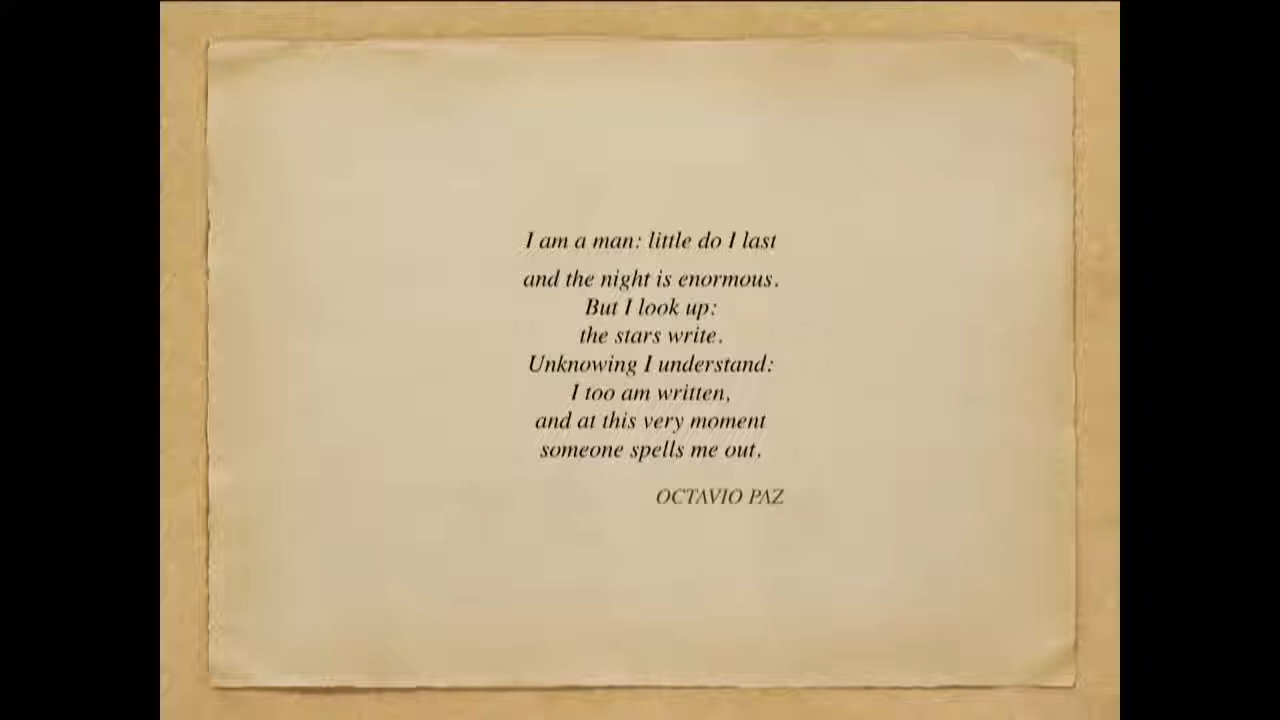 I am a man: little do I last
and the night is enormous.
But I look up:
the stars write.
Unknowing I understand:
I too am written,
and at this very moment
someone spells me out.
OCTAVIO PAZ